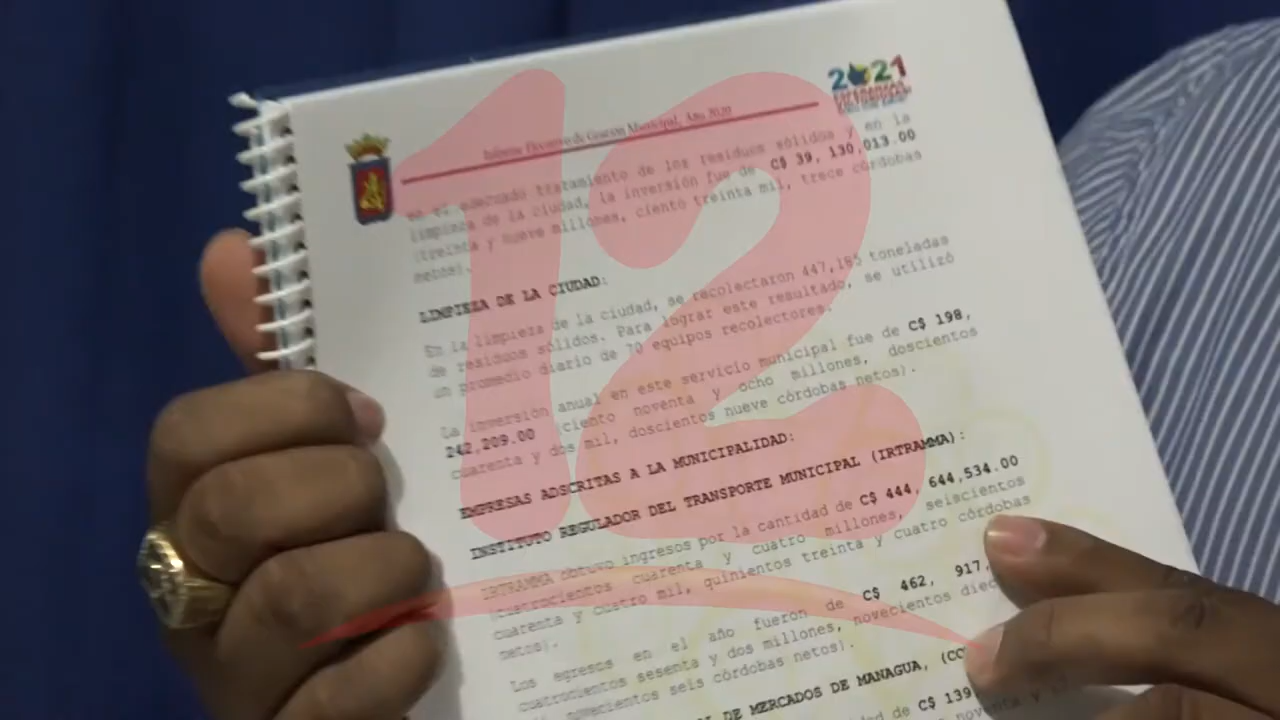 2021
Informe Ejecutivo de Gestión Municipal, Año 2020
en el adecuado tratamiento de los residuos sólidos y en la
limpieza de la ciudad, la inversión fue de C$ 39, 130,013.00
(treinta y nueve millones, ciento treinta mil, trece córdobas
netos).
LIMPIEZA DE LA CIUDAD:
En la limpieza de la ciudad, se recolectaron 447,185 toneladas
de residuos sólidos. Para lograr este resultado, se utilizó
un promedio diario de 70 equipos recolectores.
La inversión anual en este servicio municipal fue de C$ 198,
242,209.00 (ciento noventa y ocho millones, doscientos
cuarenta y dos mil, doscientos nueve córdobas netos).
EMPRESAS ADSCRITAS A LA MUNICIPALIDAD:
INSTITUTO REGULADOR DEL TRANSPORTE MUNICIPAL (IRTRAMMA):
IRTRAMMA obtuvo ingresos por la cantidad de C$ 444, 644,534.00
(cuatrocientos cuarenta y cuatro millones, seiscientos
cuarenta y cuatro mil, quinientos treinta y cuatro córdobas
netos).
Los egresos en el año fueron de C$ 462, 917,
(cuatrocientos sesenta y dos millones, novecientos diec
novecientos seis córdobas netos).
DE MERCADOS DE MANAGUA, (CO
de C$ 139
noventa y
12